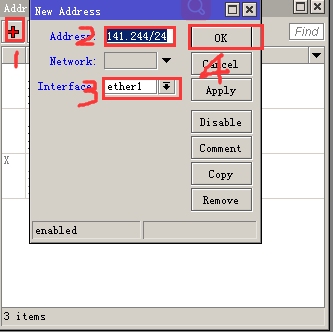 Addr
New Address
Find
1
Address:
2
141.244/24
OK
Network:
Cancel
4
Interface:
3
ether1
Apply
Disable
Comment
X
Copy
Remove
enabled
3 items